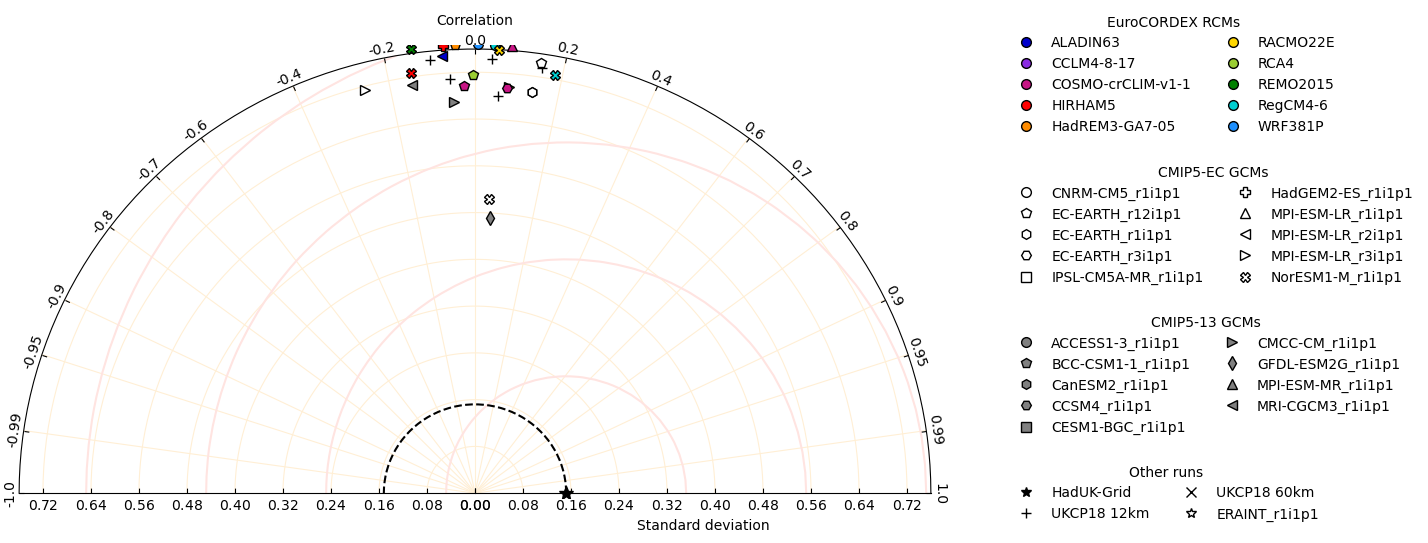 Correlation
0.0
-0.2
0.2
-0.4
0.4
-0.6
0.6
-0.7
0.7
-0.8
0.8
-0.9
0.9
-0.95
0.95
-0.99
0.99
-1.0
1.0
0.72 0.64 0.56 0.48 0.40 0.32 0.24 0.16 0.08 0.00 0.08 0.16 0.24 0.32 0.40 0.48 0.56 0.64 0.72
Standard deviation
EuroCORDEX RCMs
ALADIN63 RACMO22E
CCLM4-8-17 RCA4
COSMO-crCLIM-v1-1 REMO2015
HIRHAM5 RegCM4-6
HadREM3-GA7-05 WRF381P
CMIP5-EC GCMs
CNRM-CM5_r1i1p1 HadGEM2-ES_r1i1p1
EC-EARTH_r12i1p1 MPI-ESM-LR_r1i1p1
EC-EARTH_r1i1p1 MPI-ESM-LR_r2i1p1
EC-EARTH_r3i1p1 MPI-ESM-LR_r3i1p1
IPSL-CM5A-MR_r1i1p1 NorESM1-M_r1i1p1
CMIP5-13 GCMs
ACCESS1-3_r1i1p1 CMCC-CM_r1i1p1
BCC-CSM1-1_r1i1p1 GFDL-ESM2G_r1i1p1
CanESM2_r1i1p1 MPI-ESM-MR_r1i1p1
CCSM4_r1i1p1 MRI-CGCM3_r1i1p1
CESM1-BGC_r1i1p1
Other runs
HadUK-Grid UKCP18 60km
UKCP18 12km ERAINT_r1i1p1